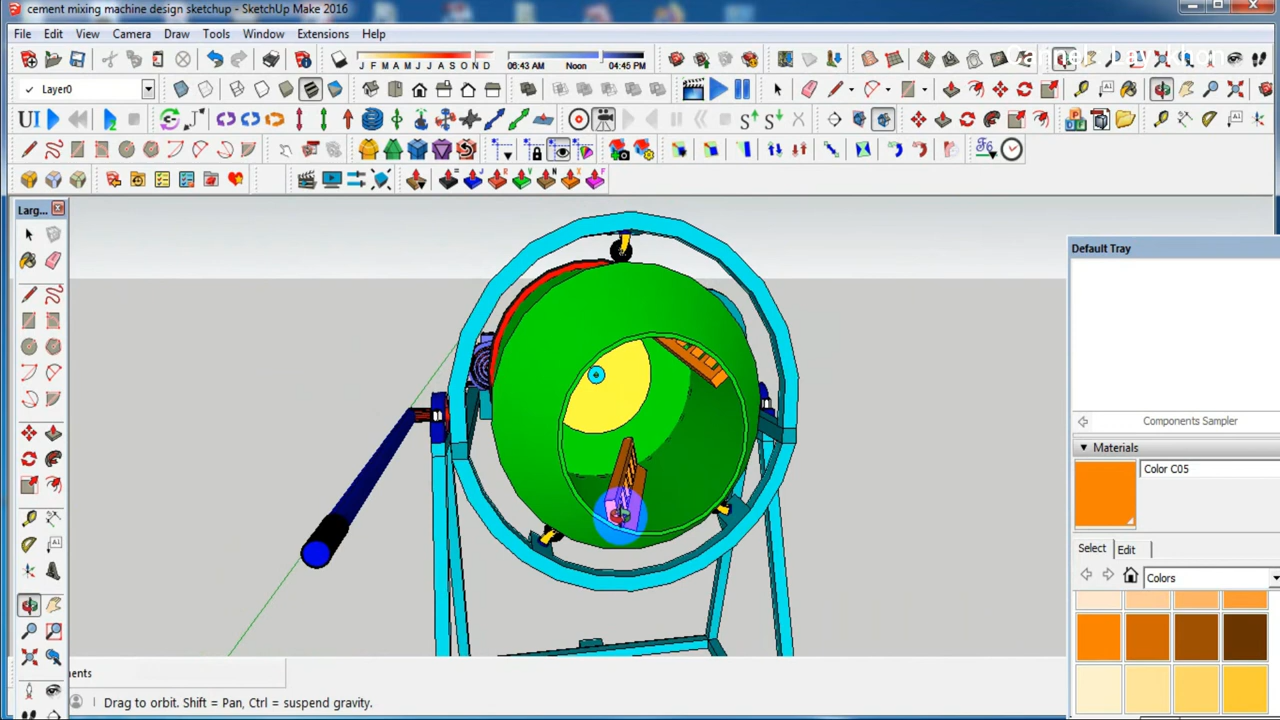 cement mixing machine design sketchup - SketchUp Make 2016
File Edit View Camera Draw Tools Window Extensions Help
J F M A M J J A S O N D 06:43 AM Noon 04:45 PM
Layer0
UI
Larg...
Default Tray
Components Sampler
Materials
Color C05
Select Edit
Colors
Drag to orbit. Shift = Pan, Ctrl = suspend gravity.